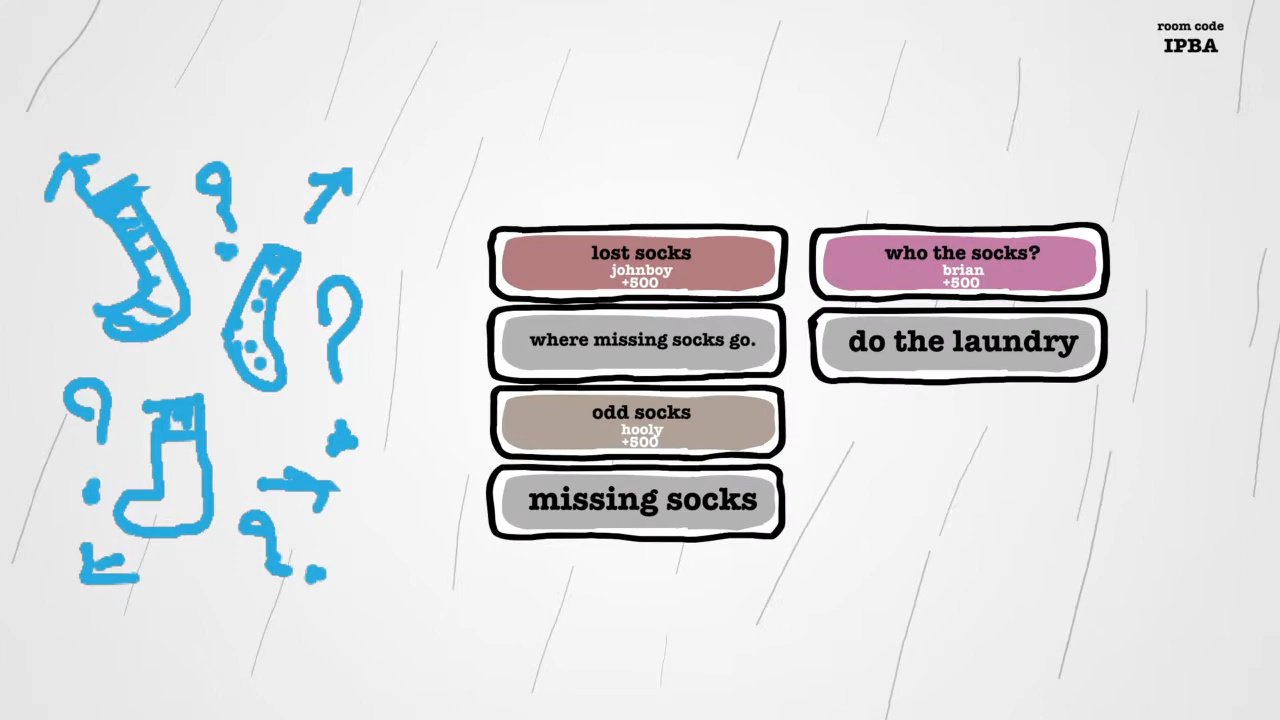 room code
IPBA
lost socks
johnboy
+500
where missing socks go.
odd socks
hooly
+500
missing socks
who the socks?
brian
+500
do the laundry
?
?
?
?